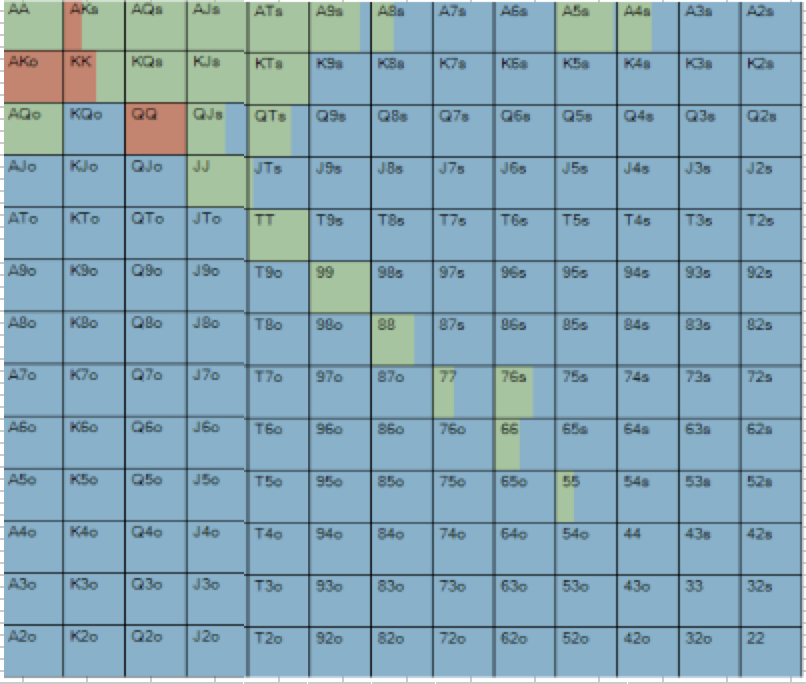 AA AKs AQs AJs ATs A9s A8s A7s A6s A5s A4s A3s A2s
AKo KK KQs KJs KTs K9s K8s K7s K6s K5s K4s K3s K2s
AQo KQo QQ QJs QTs Q9s Q8s Q7s Q6s Q5s Q4s Q3s Q2s
AJo KJo QJo JJ JTs J9s J8s J7s J6s J5s J4s J3s J2s
ATo KTo QTo JTo TT T9s T8s T7s T6s T5s T4s T3s T2s
A9o K9o Q9o J9o T9o 99 98s 97s 96s 95s 94s 93s 92s
A8o K8o Q8o J8o T8o 98o 88 87s 86s 85s 84s 83s 82s
A7o K7o Q7o J7o T7o 97o 87o 77 76s 75s 74s 73s 72s
A6o K6o Q6o J6o T6o 96o 86o 76o 66 65s 64s 63s 62s
A5o K5o Q5o J5o T5o 95o 85o 75o 65o 55 54s 53s 52s
A4o K4o Q4o J4o T4o 94o 84o 74o 64o 54o 44 43s 42s
A3o K3o Q3o J3o T3o 93o 83o 73o 63o 53o 43o 33 32s
A2o K2o Q2o J2o T2o 92o 82o 72o 62o 52o 42o 32o 22